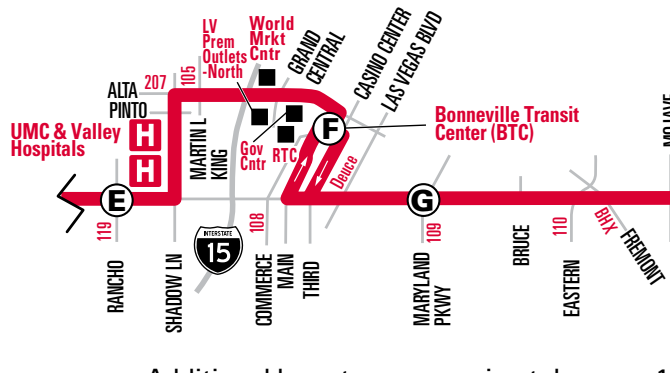 LV
Prem
Outlets
-North
World
Mrkt
Cntr
GRAND
CENTRAL
CASINO CENTER
LAS VEGAS BLVD
207
105
ALTA
PINTO
UMC & Valley
Hospitals
H
H
MARTIN L
KING
Gov
Cntr
RTC
F
Bonneville Transit
Center (BTC)
Deuce
E
G
119
INTERSTATE
15
108
109
110
BHX
RANCHO
SHADOW LN
COMMERCE
MAIN
THIRD
MARYLAND
PKWY
BRUCE
EASTERN
FREMONT